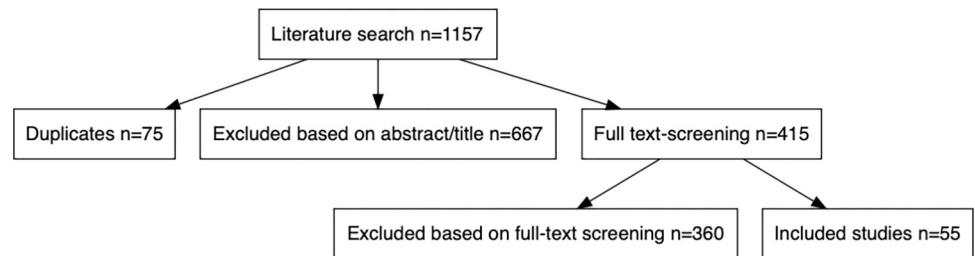 Literature search n=1157
Duplicates n=75
Excluded based on abstract/title n=667
Full text-screening n=415
Excluded based on full-text screening n=360
Included studies n=55